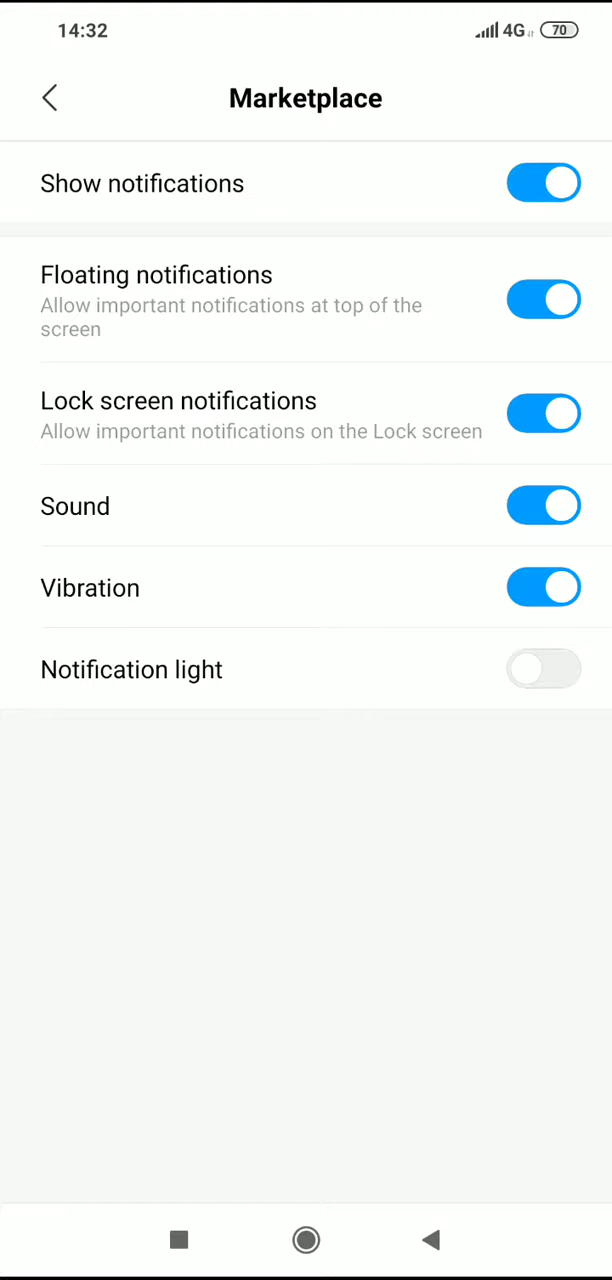 14:32
4G 70
Marketplace
Show notifications
Floating notifications
Allow important notifications at top of the
screen
Lock screen notifications
Allow important notifications on the Lock screen
Sound
Vibration
Notification light